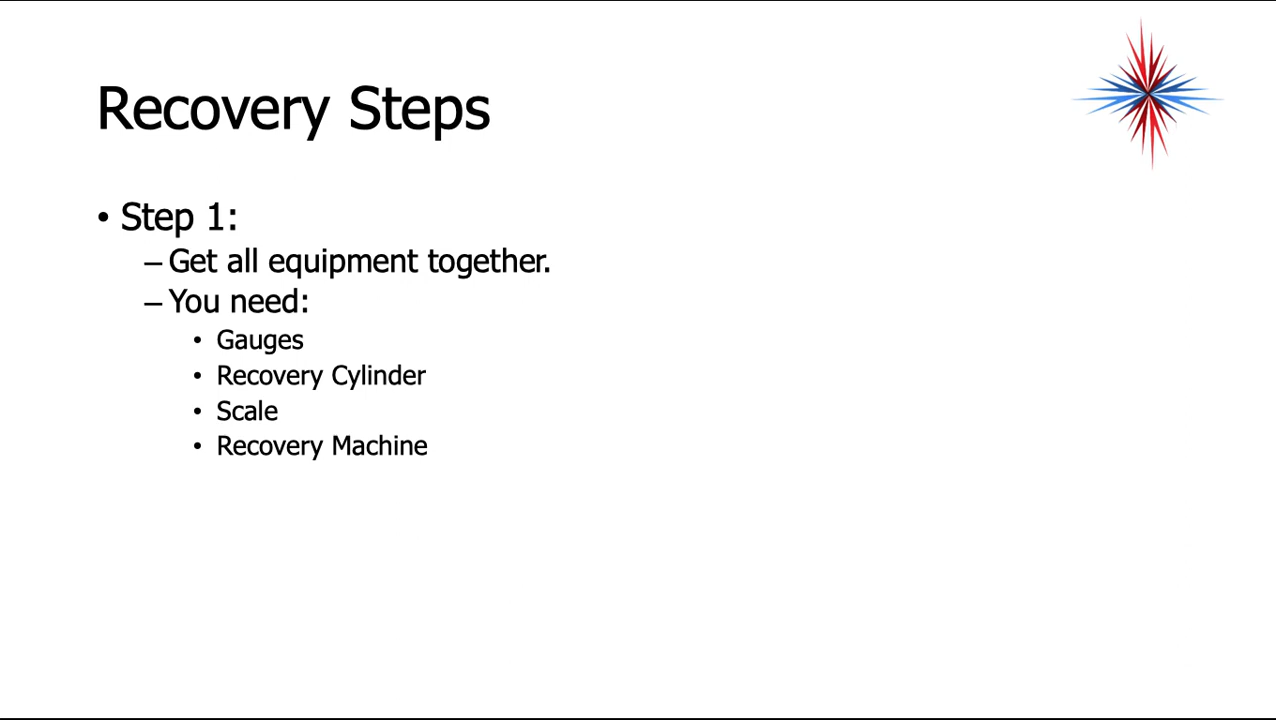 Recovery Steps
• Step 1:
– Get all equipment together.
– You need:
• Gauges
• Recovery Cylinder
• Scale
• Recovery Machine